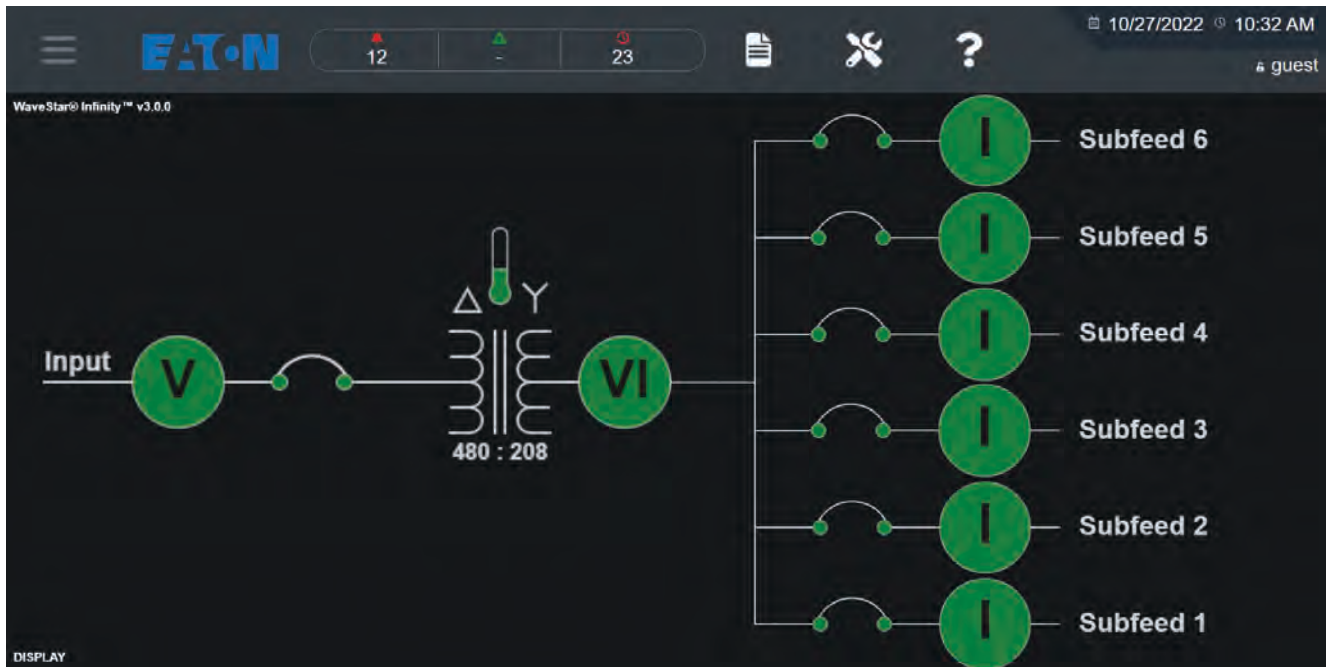 EATON
12 - 23
?
10/27/2022 10:32 AM
guest
WaveStar® Infinity™ v3.0.0
I Subfeed 6
I Subfeed 5
I Subfeed 4
Input V
VI
480 : 208
I Subfeed 3
I Subfeed 2
I Subfeed 1
DISPLAY